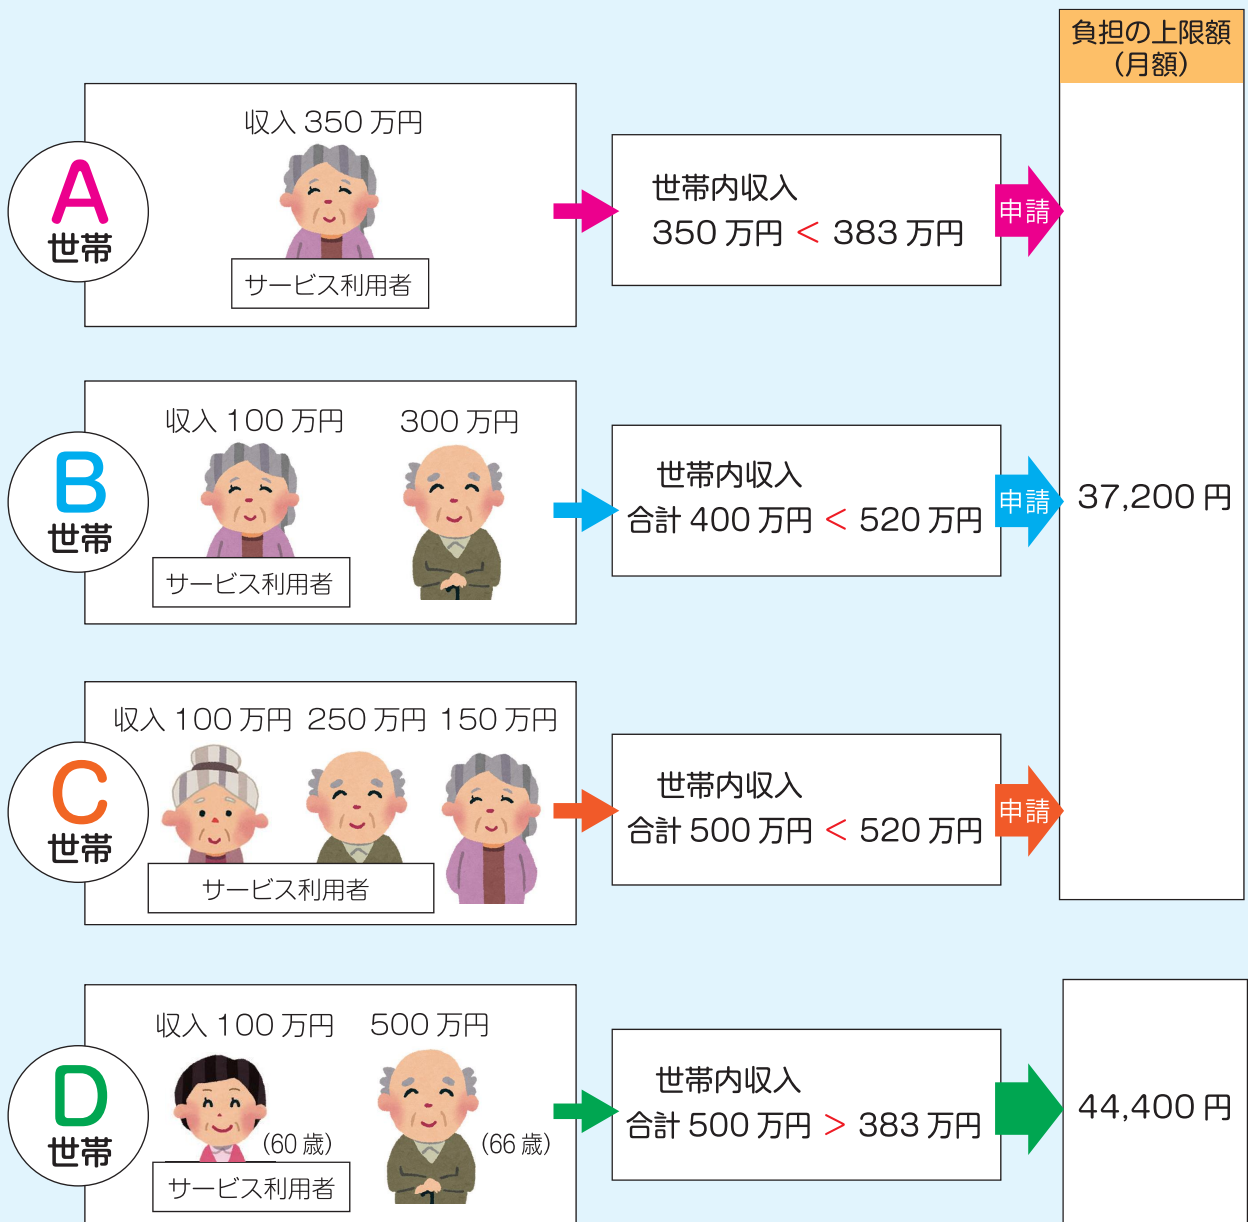 負担の上限額
（月額）
収入 350 万円
A
世帯
サービス利用者
世帯内収入
350 万円 < 383 万円
申請
収入 100 万円 300 万円
B
世帯
サービス利用者
世帯内収入
合計 400 万円 < 520 万円
申請
37,200 円
収入 100 万円 250 万円 150 万円
C
世帯
サービス利用者
世帯内収入
合計 500 万円 < 520 万円
申請
収入 100 万円 500 万円
D
世帯
(60 歳) (66 歳)
サービス利用者
世帯内収入
合計 500 万円 > 383 万円
44,400 円